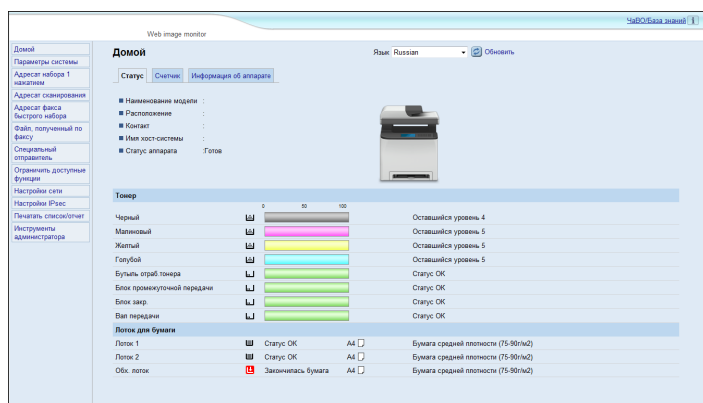 ЧаВО/База знаний
Web image monitor
Домой
Параметры системы
Адресат набора 1
нажатием
Адресат сканирования
Адресат факса
быстрого набора
Файл, полученный по
факсу
Специальный
отправитель
Ограничить доступные
функции
Настройки сети
Настройки IPsec
Печатать список/отчет
Инструменты
администратора
Домой
Язык Russian Обновить
Статус Счетчик Информация об аппарате
Наименование модели :
Расположение :
Контакт :
Имя хост-системы :
Статус аппарата :Готов
Тонер
0 50 100
Черный Оставшийся уровень 4
Малиновый Оставшийся уровень 5
Желтый Оставшийся уровень 5
Голубой Оставшийся уровень 5
Бутыль отраб.тонера Статус OK
Блок промежуточной передачи Статус OK
Блок закр. Статус OK
Вал передачи Статус OK
Лоток для бумаги
Лоток 1 Статус OK A4 Бумага средней плотности (75-90г/м2)
Лоток 2 Статус OK A4 Бумага средней плотности (75-90г/м2)
Обх. лоток Закончилась бумага A4 Бумага средней плотности (75-90г/м2)